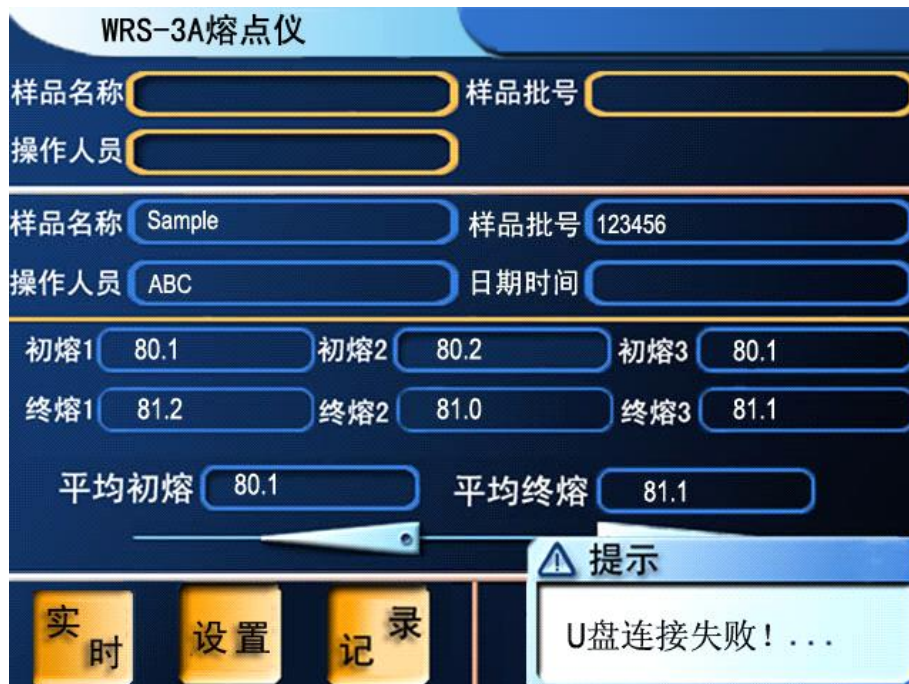 WRS-3A熔点仪
样品名称 样品批号
操作人员
样品名称 Sample 样品批号 123456
操作人员 ABC 日期时间
初熔1 80.1 初熔2 80.2 初熔3 80.1
终熔1 81.2 终熔2 81.0 终熔3 81.1
平均初熔 80.1 平均终熔 81.1
提示
实时 设置 记录 U盘连接失败!...